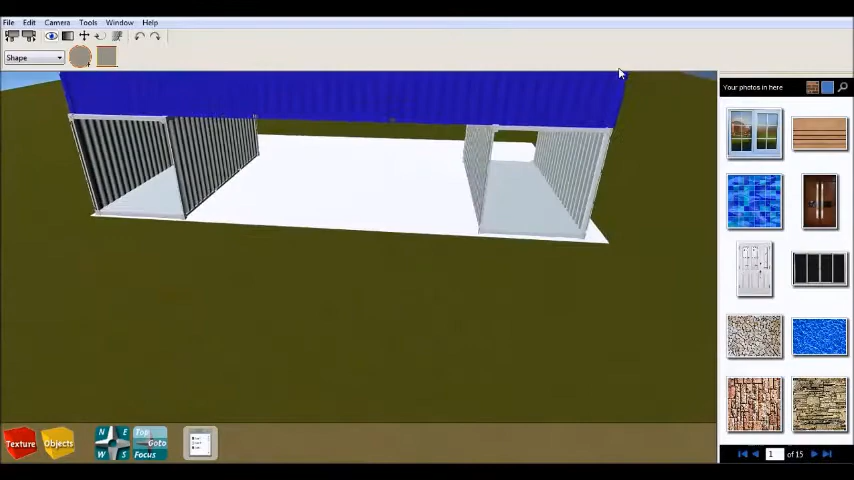 File Edit Camera Tools Window Help
Shape
Your photos in here
Texture
Objects
N E
W S
Top
Goto
Focus
1 of 15